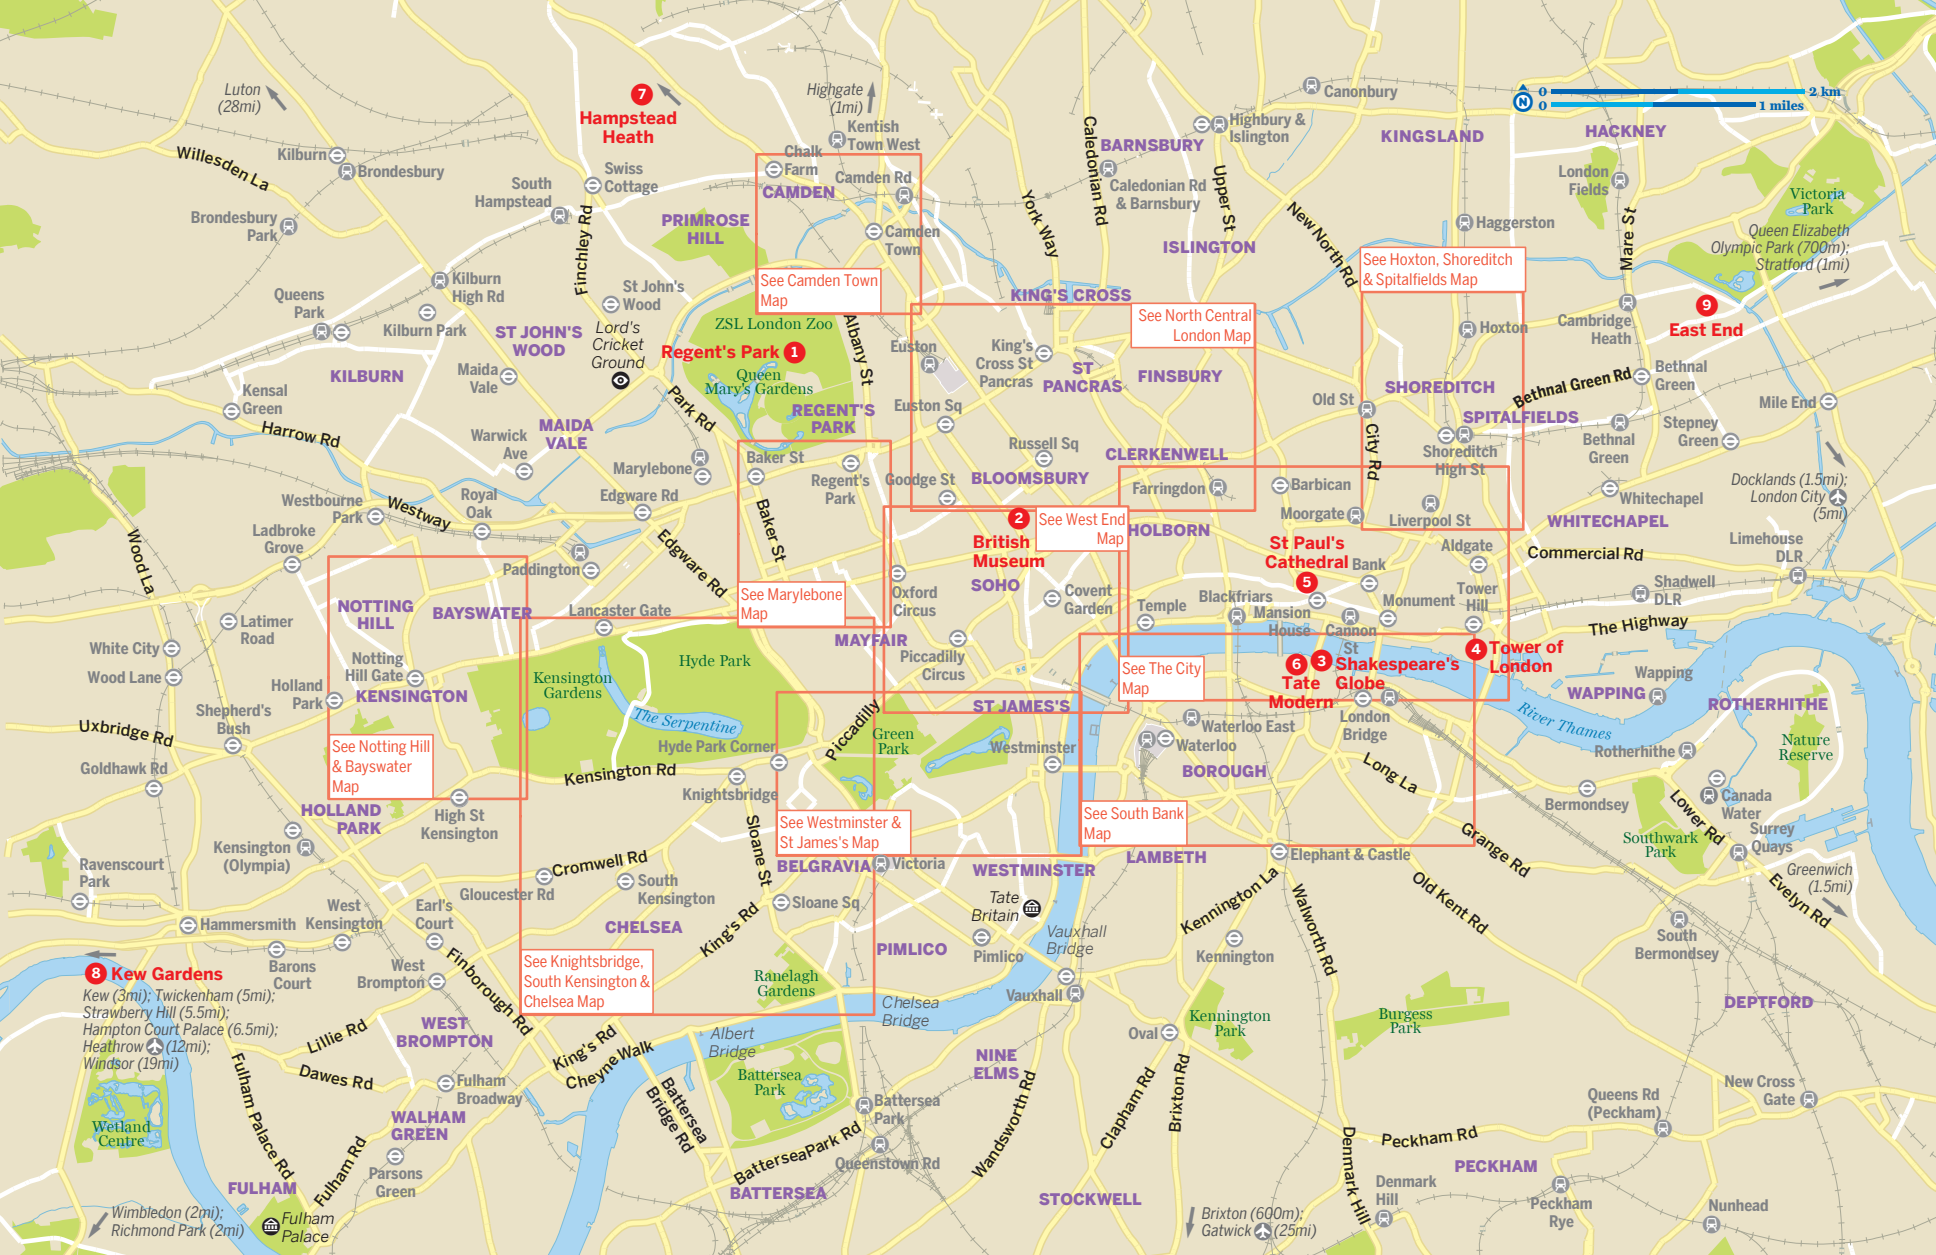 Luton
(28mi)
7
Hampstead
Heath
Highgate
(1mi)
Kentish
Town West
Canonbury
Highbury &
Islington
0
2 km
N
0
1 miles
KINGSLAND
HACKNEY
BARNSBURY
Caledonian Rd
Willesden La
Kilburn
Brondesbury
Swiss
Cottage
South
Hampstead
Chalk
Farm
CAMDEN
Camden Rd
Caledonian Rd
& Barnsbury
Upper St
London
Fields
Victoria
Park
Brondesbury
Park
Finchley Rd
PRIMROSE
HILL
Camden
Town
York Way
ISLINGTON
New North Rd
Haggerston
Mare St
Queen Elizabeth
Olympic Park (700m);
Stratford (1mi)
Kilburn
High Rd
Queens
Park
Kilburn Park
St John's
Wood
See Camden Town
Map
KING'S CROSS
See Hoxton, Shoreditch
& Spitalfields Map
9
East End
ST JOHN'S
WOOD
Lord's
Cricket
Ground
ZSL London Zoo
Regent's Park
1
Queen
Mary's Gardens
Albany St
Euston
King's
Cross St
Pancras
See North Central
London Map
Hoxton
Cambridge
Heath
KILBURN
Maida
Vale
Park Rd
REGENT'S
PARK
Euston Sq
ST
PANCRAS
FINSBURY
SHOREDITCH
Bethnal Green Rd
Bethnal
Green
Kensal
Green
Harrow Rd
MAIDA
VALE
Warwick
Ave
Old St
City Rd
SPITALFIELDS
Mile End
Stepney
Green
Bethnal
Green
Shoreditch
High St
Marylebone
Baker St
Regent's
Park
Goodge St
Russell Sq
BLOOMSBURY
CLERKENWELL
Farringdon
Barbican
Moorgate
Liverpool St
Whitechapel
WHITECHAPEL
Docklands (1.5mi);
London City
(5mi)
Westbourne
Park
Westway
Royal
Oak
Edgware Rd
Ladbroke
Grove
Wood La
Paddington
Edgware Rd
Baker St
2
British
Museum
See West End
Map
HOLBORN
St Paul's
Cathedral
5
Bank
Aldgate
Commercial Rd
Limehouse
DLR
Shadwell
DLR
NOTTING
HILL
BAYSWATER
Lancaster Gate
See Marylebone
Map
Oxford
Circus
SOHO
Covent
Garden
Temple
Blackfriars
Mansion
House
Cannon
St
Monument
Tower
Hill
The Highway
Latimer
Road
White City
Wood Lane
Notting
Hill Gate
Holland
Park
KENSINGTON
Kensington
Gardens
Hyde Park
The Serpentine
MAYFAIR
Piccadilly
Circus
See The City
Map
6
Tate
Modern
3
Shakespeare's
Globe
4
Tower of
London
Wapping
WAPPING
ROTHERHITHE
Shepherd's
Bush
Uxbridge Rd
Goldhawk Rd
See Notting Hill
& Bayswater
Map
Hyde Park Corner
Kensington Rd
Knightsbridge
Piccadilly
Green
Park
ST JAMES'S
Westminster
Waterloo East
Waterloo
London
Bridge
River Thames
Rotherhithe
Nature
Reserve
HOLLAND
PARK
High St
Kensington
Kensington
(Olympia)
Sloane St
See Westminster &
St James's Map
BOROUGH
See South Bank
Map
Long La
Bermondsey
Canada
Water
Lower Rd
Southwark
Park
Surrey
Quays
Ravenscourt
Park
Gloucester Rd
Cromwell Rd
South
Kensington
BELGRAVIA
Victoria
WESTMINSTER
LAMBETH
Elephant & Castle
Grange Rd
Greenwich
(1.5mi)
Evelyn Rd
Hammersmith
West
Kensington
Earl's
Court
CHELSEA
King's Rd
Sloane Sq
Tate
Britain
PIMLICO
Pimlico
Vauxhall
Bridge
Kennington La
Kennington
Walworth Rd
Old Kent Rd
South
Bermondsey
8
Kew Gardens
Kew (3mi); Twickenham (5mi);
Strawberry Hill (5.5mi);
Hampton Court Palace (6.5mi);
Heathrow (12mi);
Windsor (19mi)
Barons
Court
West
Brompton
Finborough Rd
See Knightsbridge,
South Kensington &
Chelsea Map
Ranelagh
Gardens
Chelsea
Bridge
Vauxhall
DEPTFORD
Lillie Rd
WEST
BROMPTON
King's Rd
Cheyne Walk
Albert
Bridge
Oval
Kennington
Park
Burgess
Park
Dawes Rd
Fulham
Broadway
Fulham Palace Rd
Battersea
Bridge Rd
Battersea
Park
Battersea
Park
NINE
ELMS
Wandsworth Rd
Clapham Rd
Brixton Rd
Queens Rd
(Peckham)
New Cross
Gate
Wetland
Centre
WALHAM
GREEN
Parsons
Green
Fulham Rd
BatterseaPark Rd
Queenstown Rd
Denmark Hill
Peckham Rd
PECKHAM
FULHAM
BATTERSEA
STOCKWELL
Denmark
Hill
Peckham
Rye
Nunhead
Wimbledon (2mi);
Richmond Park (2mi)
Fulham
Palace
Brixton (600m);
Gatwick (25mi)